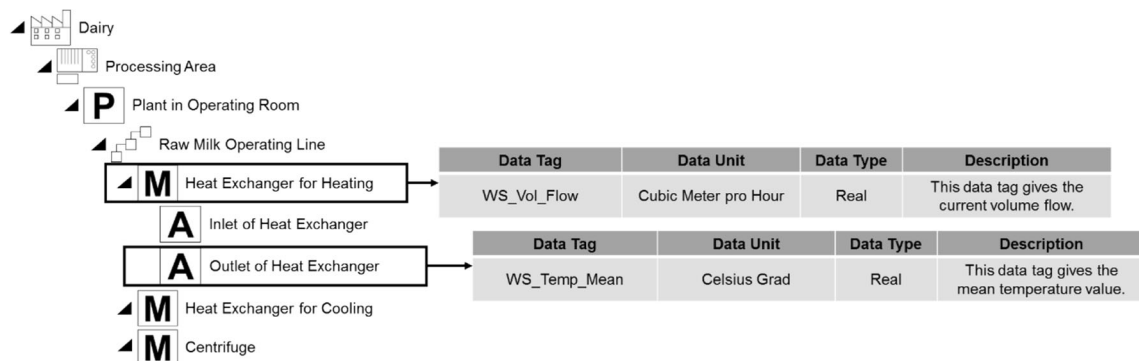 Dairy
Processing Area
P Plant in Operating Room
Raw Milk Operating Line
M Heat Exchanger for Heating
Data Tag Data Unit Data Type Description
WS_Vol_Flow Cubic Meter pro Hour Real This data tag gives the
current volume flow.
A Inlet of Heat Exchanger
A Outlet of Heat Exchanger
Data Tag Data Unit Data Type Description
WS_Temp_Mean Celsius Grad Real This data tag gives the
mean temperature value.
M Heat Exchanger for Cooling
M Centrifuge